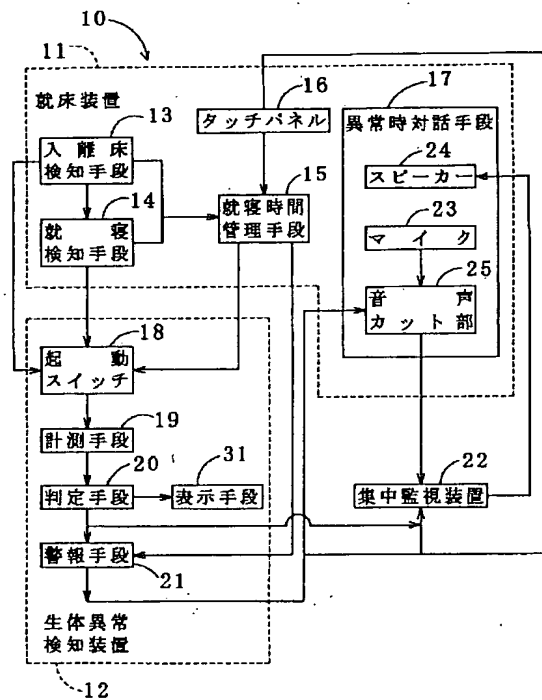 10
11
17
16
就床装置
13
タッチパネル
異常時対話手段
入離床
検知手段
24
スピーカー
14
15
就寝
検知手段
就寝時間
管理手段
23
マイク
25
音声
カット部
18
起動
スイッチ
19
計測手段
20
31
22
判定手段
表示手段
集中監視装置
警報手段
21
生体異常
検知装置
12